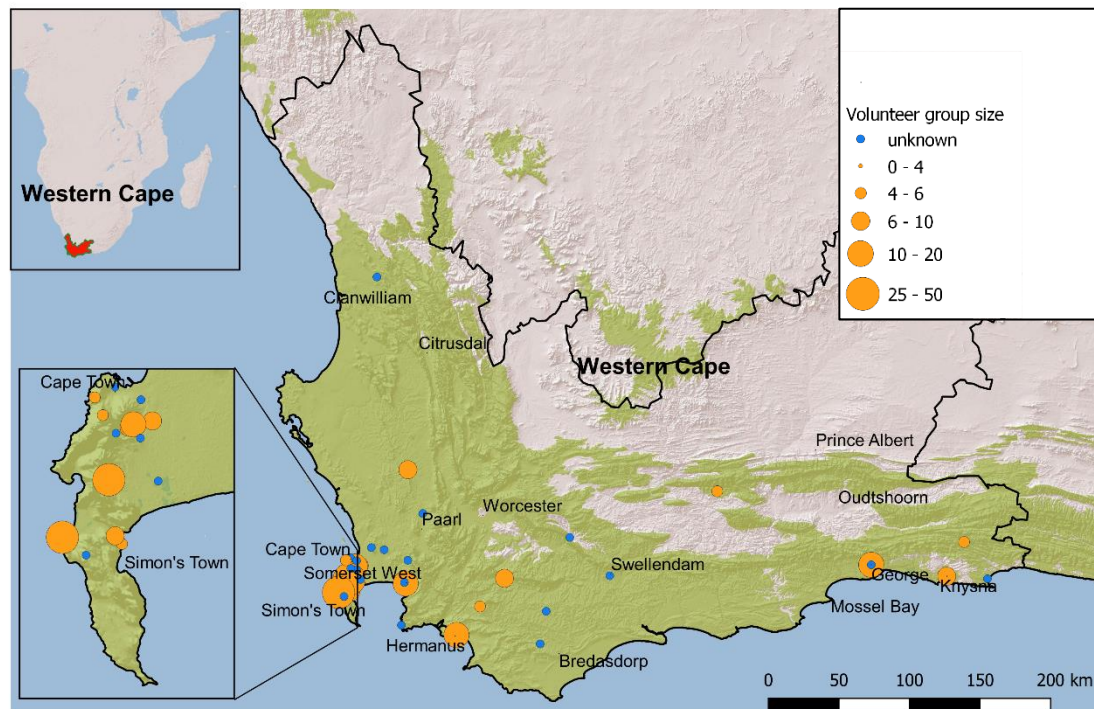 Western Cape
Volunteer group size
unknown
0 - 4
4 - 6
6 - 10
10 - 20
25 - 50
Clanwilliam
Citrusdal
Western Cape
Prince Albert
Oudtshoorn
Worcester
Paarl
Cape Town
Somerset West
Simon's Town
Swellendam
George
Knysna
Mossel Bay
Hermanus
Bredasdorp
Cape Town
Simon's Town
0 50 100 150 200 km